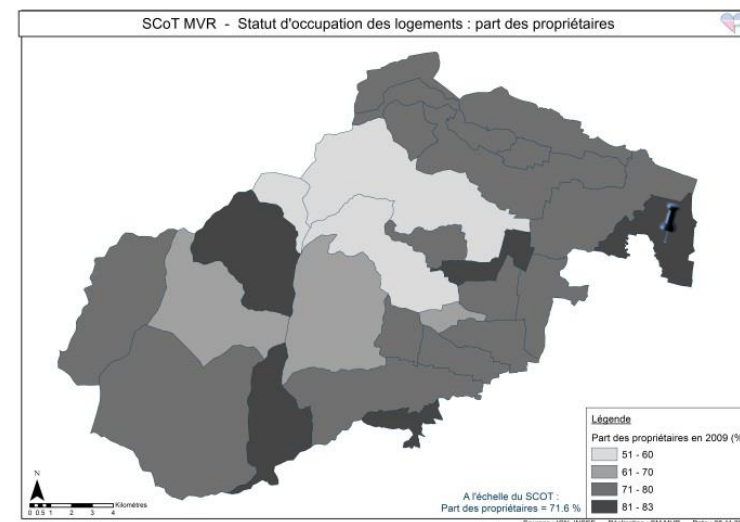 SCoT MVR - Statut d'occupation des logements : part des propriétaires
N
0 0.5 1 2 3 4 Kilomètres
A l'échelle du SCOT :
Part des propriétaires = 71.6 %
Légende
Part des propriétaires en 2009 (%
51 - 60
61 - 70
71 - 80
81 - 83